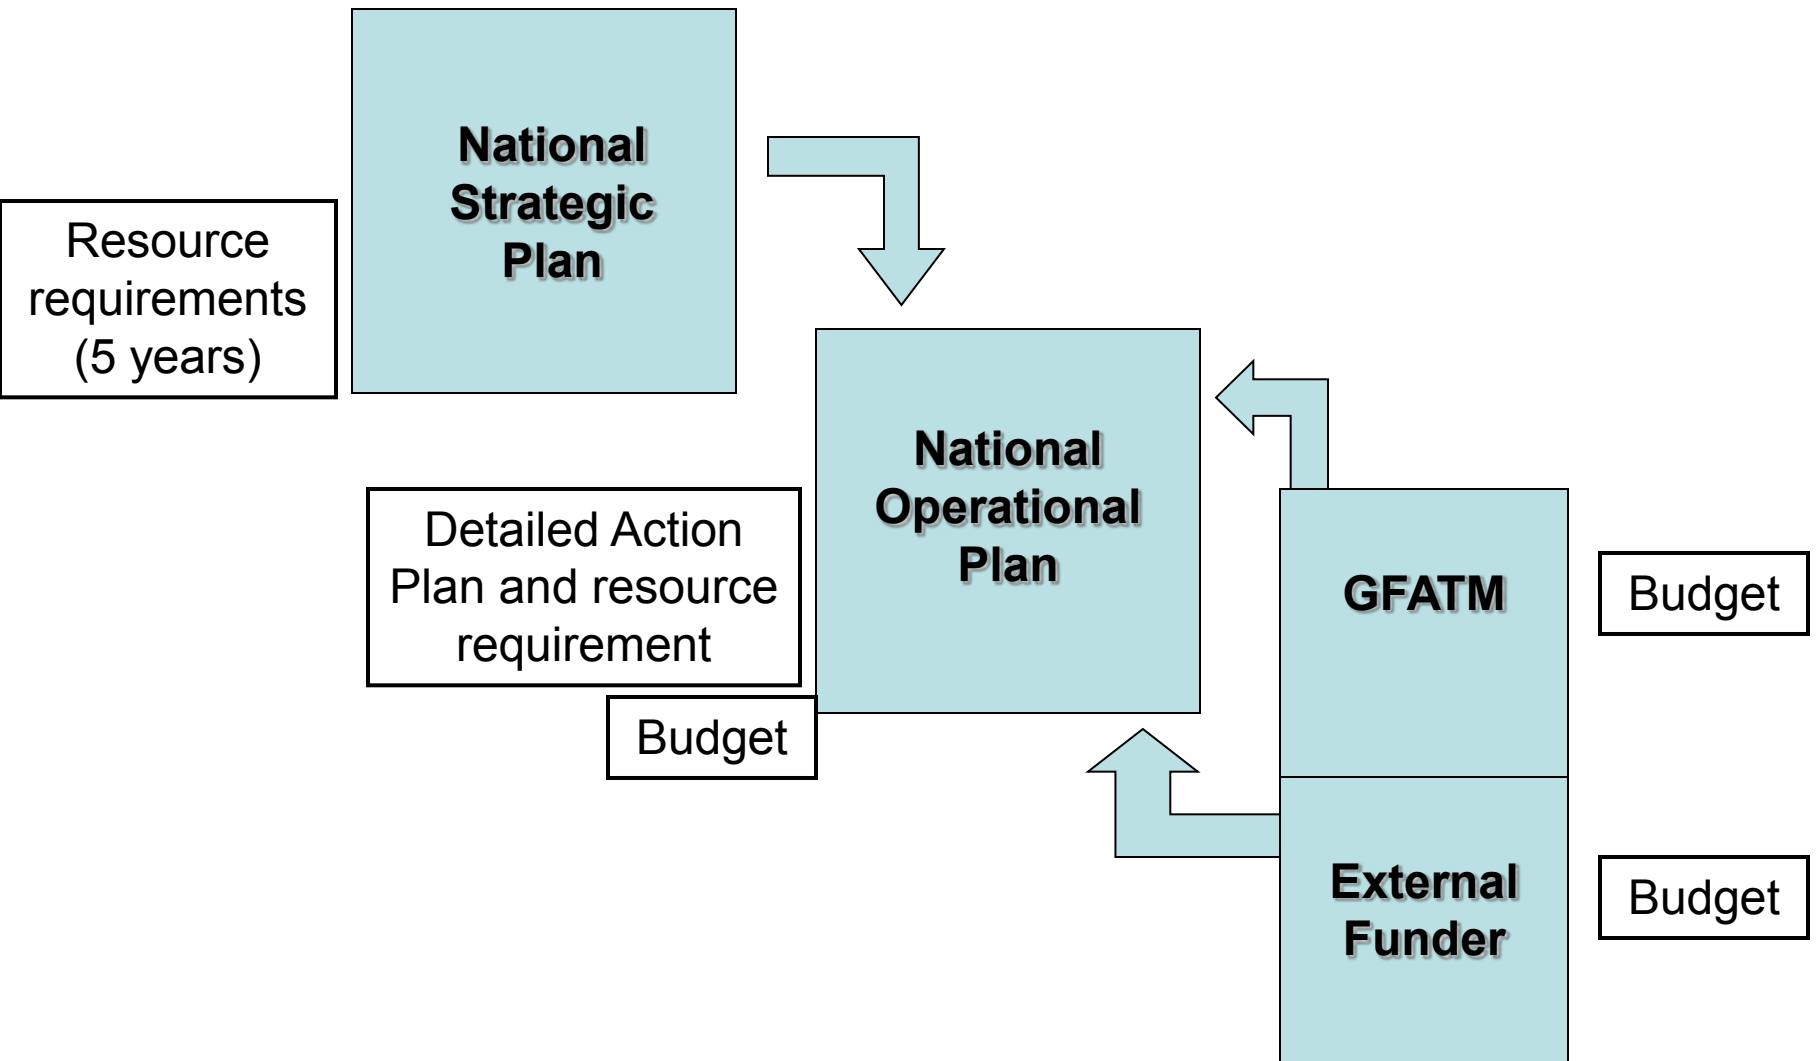 National
Strategic
Plan
Resource
requirements
(5 years)
National
Operational
Plan
Detailed Action
Plan and resource
requirement
Budget
GFATM
Budget
External
Funder
Budget